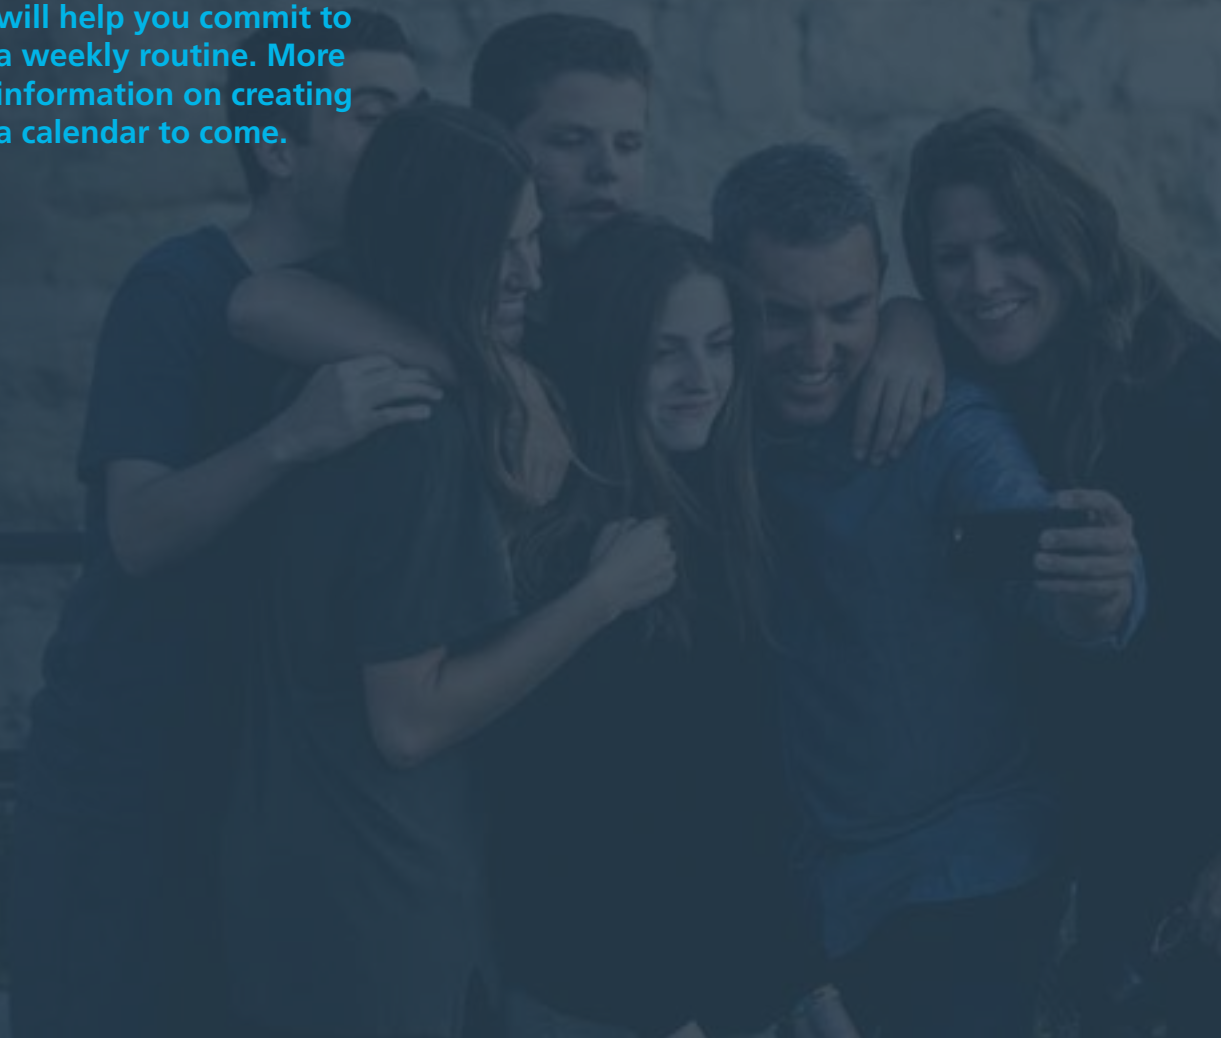 will help you commit to
a weekly routine. More
information on creating
a calendar to come.